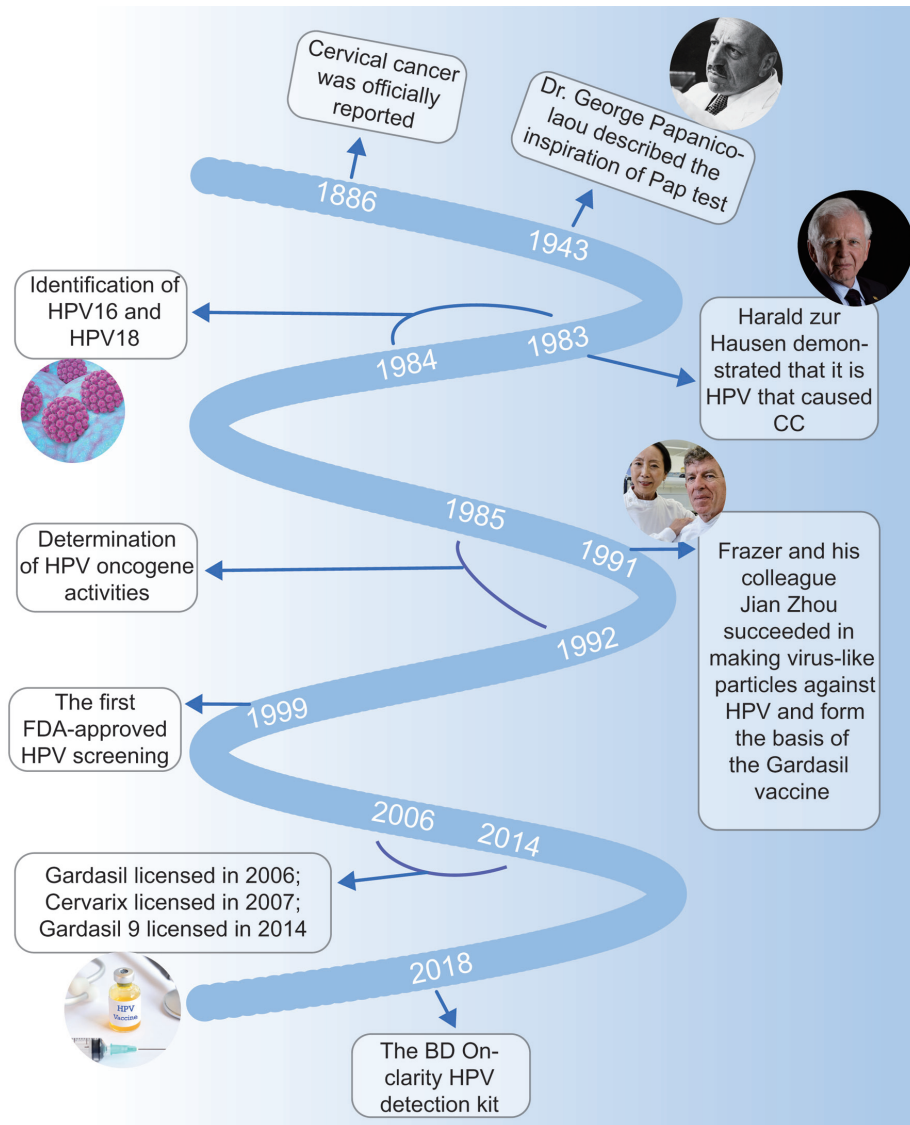 Cervical cancer
was officially
reported
Dr. George Papanico-
laou described the
inspiration of Pap test
1886
1943
Identification of
HPV16 and
HPV18
1984
1983
Harald zur
Hausen demon-
strated that it is
HPV that caused
CC
1985
1991
Determination
of HPV oncogene
activities
Frazer and his
colleague
Jian Zhou
succeeded in
making virus-like
particles against
HPV and form
the basis of
the Gardasil
vaccine
1992
The first
FDA-approved
HPV screening
1999
2006
2014
Gardasil licensed in 2006;
Cervarix licensed in 2007;
Gardasil 9 licensed in 2014
2018
HPV
Vaccine
The BD On-
clarity HPV
detection kit